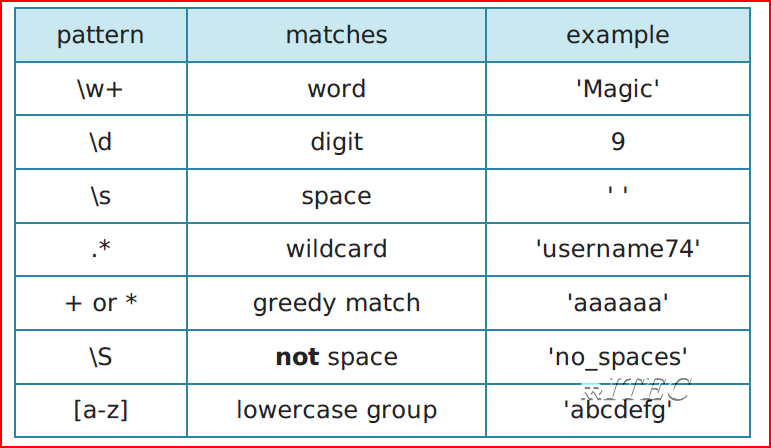 pattern matches example
\w+ word 'Magic'
\d digit 9
\s space ' '
.* wildcard 'username74'
+ or * greedy match 'aaaaaa'
\S not space 'no_spaces'
ITEC
[a-z] lowercase group 'abcdefg'